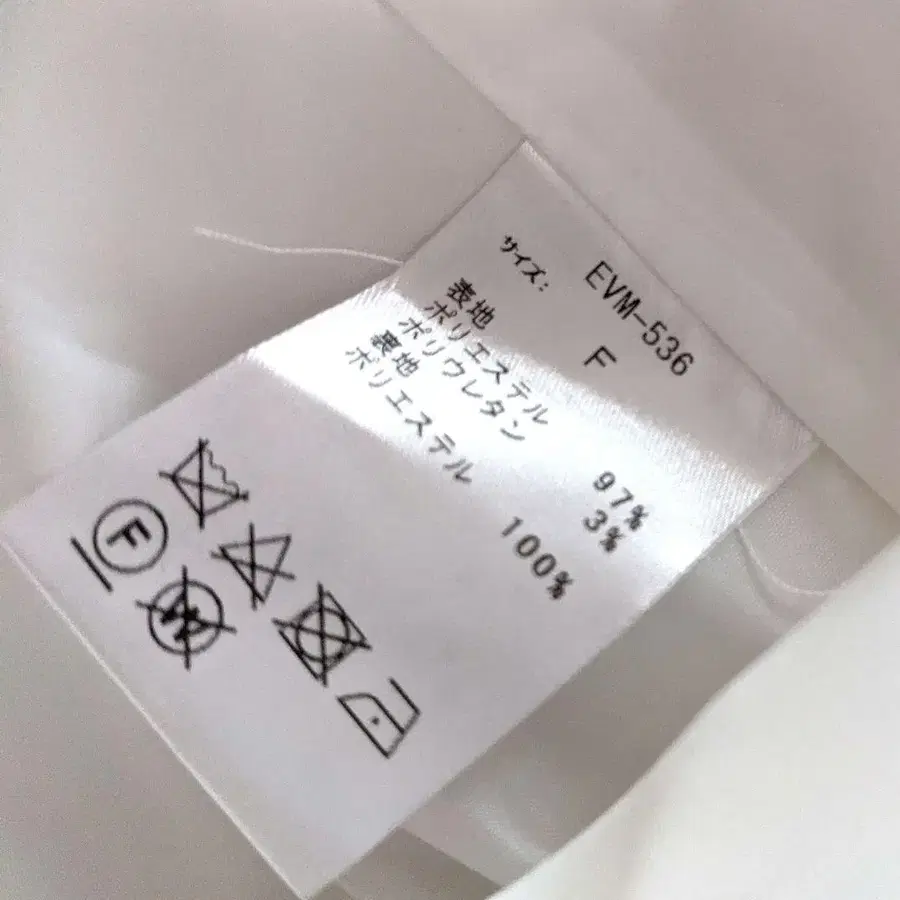 EVM-536
サイズ: F
表地
ポリエステル 97%
ポリウレタン 3%
裏地
ポリエステル 100%
F
W